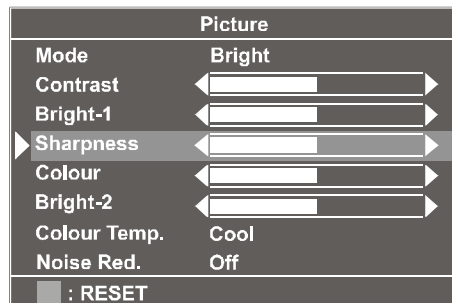 Picture
Mode Bright
Contrast
Bright-1
Sharpness
Colour
Bright-2
Colour Temp. Cool
Noise Red. Off
: RESET